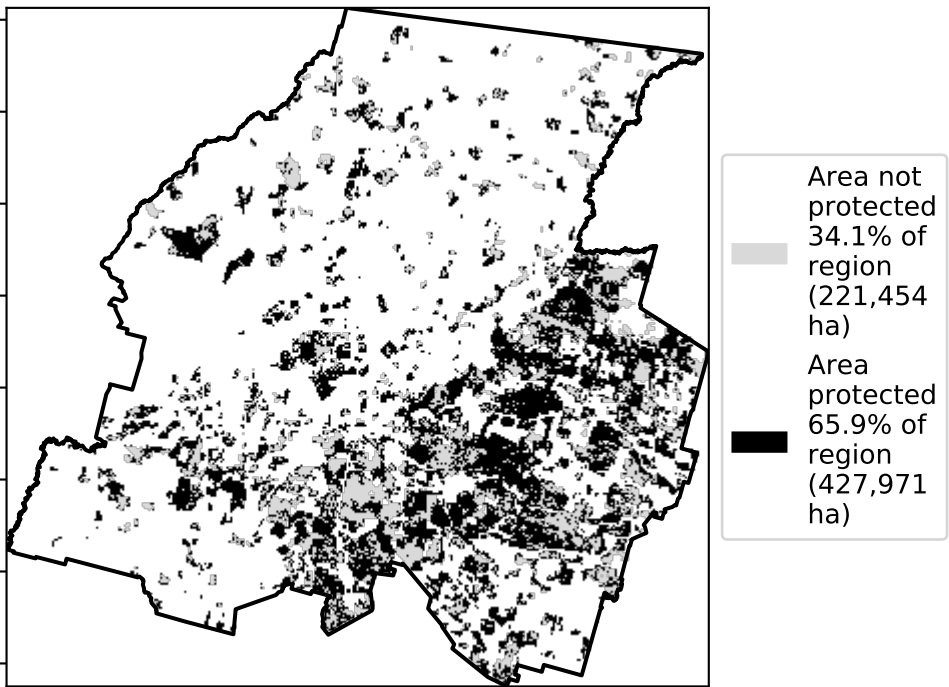 Area not
protected
34.1% of
region
(221,454
ha)
Area
protected
65.9% of
region
(427,971
ha)